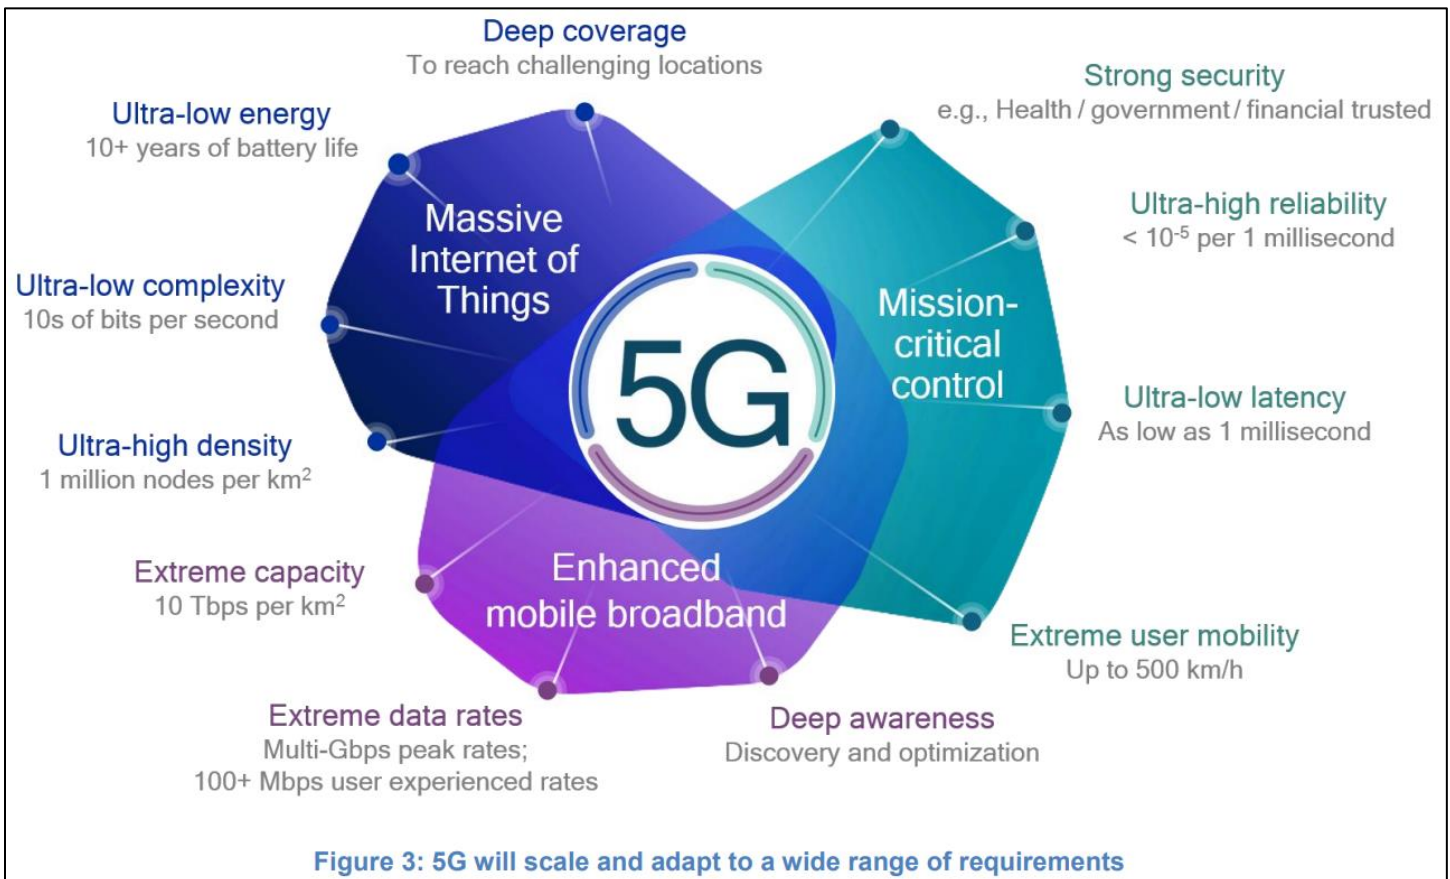 Deep coverage
To reach challenging locations
Strong security
e.g., Health / government / financial trusted
Ultra-low energy
10+ years of battery life
Ultra-high reliability
< 10⁻⁵ per 1 millisecond
Massive
Internet of
Things
Ultra-low complexity
10s of bits per second
Mission-
critical
control
5G
Ultra-low latency
As low as 1 millisecond
Ultra-high density
1 million nodes per km²
Extreme capacity
10 Tbps per km²
Enhanced
mobile broadband
Extreme user mobility
Up to 500 km/h
Extreme data rates
Multi-Gbps peak rates;
100+ Mbps user experienced rates
Deep awareness
Discovery and optimization
Figure 3: 5G will scale and adapt to a wide range of requirements